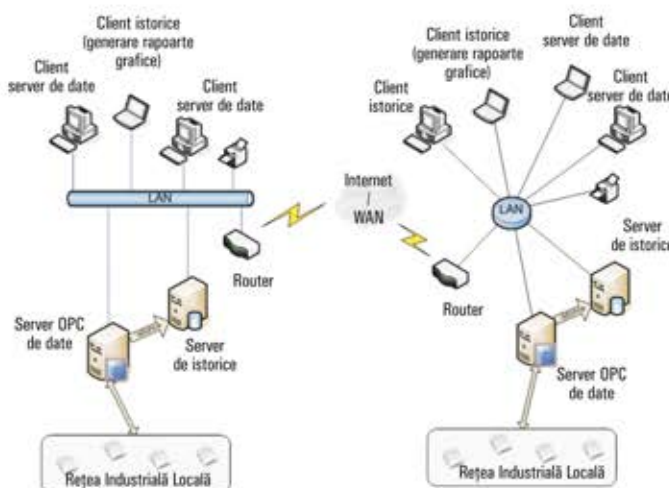 Client istorice
(generare rapoarte
grafice)
Client
server de date
Client
server de date
LAN
Router
Server OPC
de date
Server
de istorice
Rețea Industrială Locală
Internet
/
WAN
Client istorice
(generare rapoarte
grafice)
Client
server de date
Client
istorice
Client
server de date
LAN
Server
de istorice
Router
Server OPC
de date
Rețea Industrială Locală